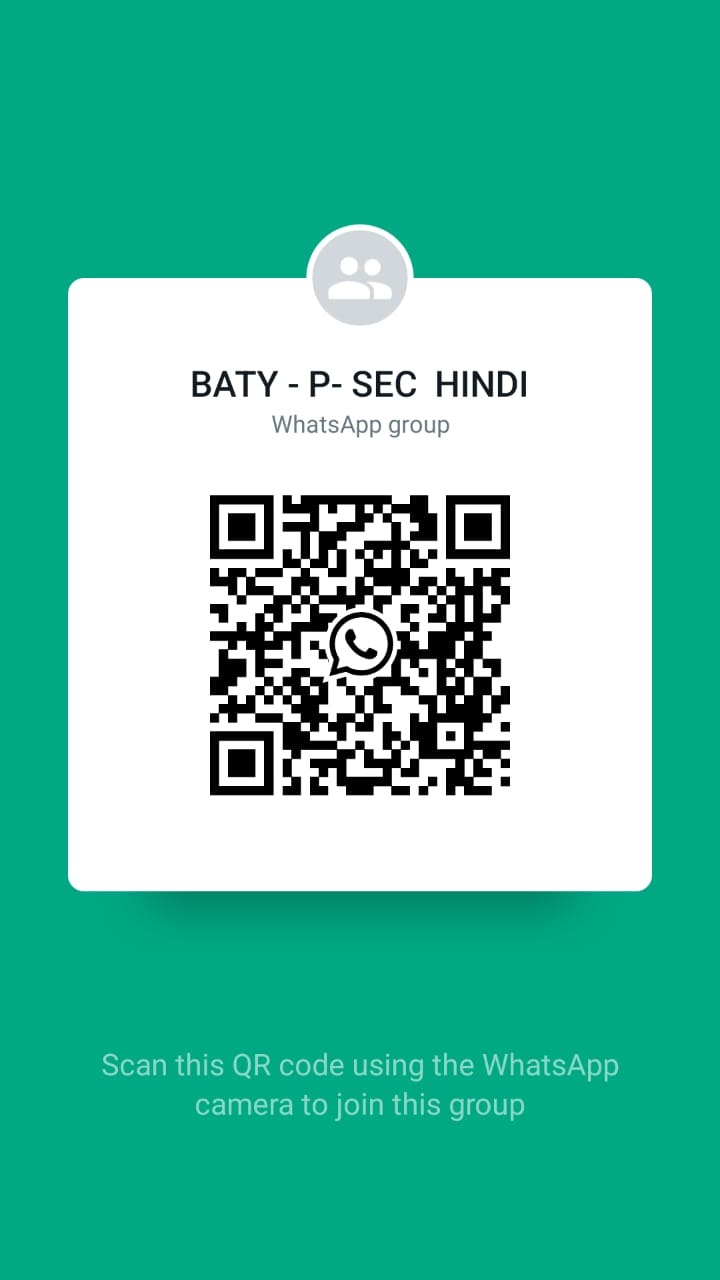 BATY - P- SEC  HINDI
WhatsApp group
Scan this QR code using the WhatsApp
camera to join this group